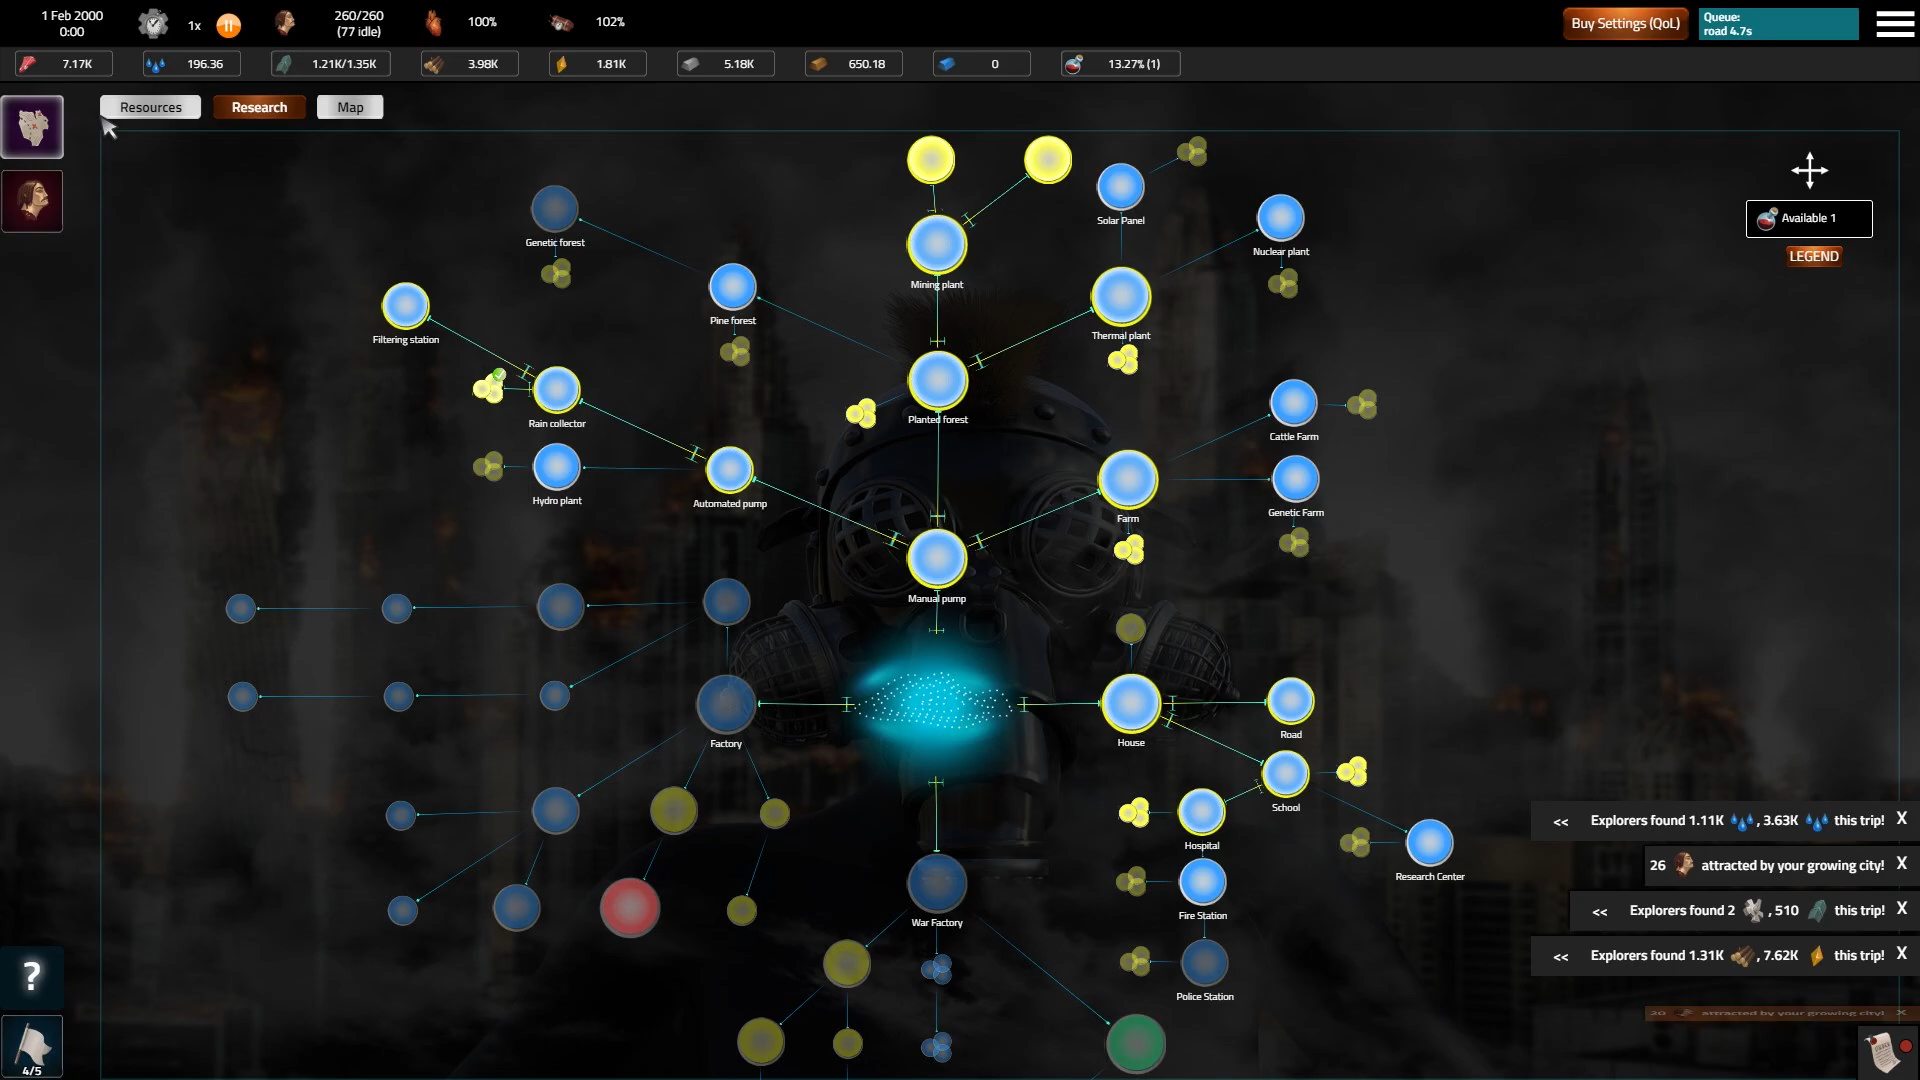 1 Feb 2000
0:00
1x
260/260
(77 idle)
100%
102%
Buy Settings (QoL)
Queue:
road 4.7s
7.17K
196.36
1.21K/1.35K
3.98K
1.81K
5.18K
650.18
0
13.27% (1)
Resources
Research
Map
Available 1
LEGEND
Solar Panel
Genetic forest
Nuclear plant
Mining plant
Pine forest
Thermal plant
Filtering station
Planted forest
Rain collector
Cattle Farm
Hydro plant
Automated pump
Farm
Genetic Farm
Manual pump
Factory
House
Road
School
Hospital
Research Center
Fire Station
War Factory
Police Station
<< Explorers found 1.11K , 3.63K this trip! X
26 attracted by your growing city! X
<< Explorers found 2 , 510 this trip! X
<< Explorers found 1.31K , 7.62K this trip! X
attracted by your growing city! X
?
4/5